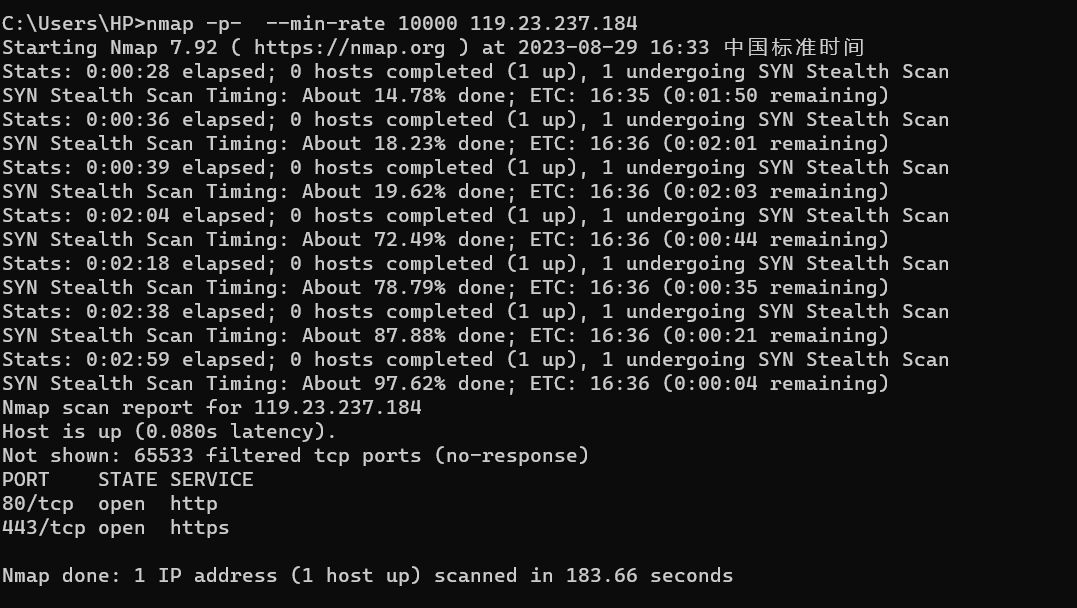 C:\Users\HP>nmap -p-  --min-rate 10000 119.23.237.184
Starting Nmap 7.92 ( https://nmap.org ) at 2023-08-29 16:33 中国标准时间
Stats: 0:00:28 elapsed; 0 hosts completed (1 up), 1 undergoing SYN Stealth Scan
SYN Stealth Scan Timing: About 14.78% done; ETC: 16:35 (0:01:50 remaining)
Stats: 0:00:36 elapsed; 0 hosts completed (1 up), 1 undergoing SYN Stealth Scan
SYN Stealth Scan Timing: About 18.23% done; ETC: 16:36 (0:02:01 remaining)
Stats: 0:00:39 elapsed; 0 hosts completed (1 up), 1 undergoing SYN Stealth Scan
SYN Stealth Scan Timing: About 19.62% done; ETC: 16:36 (0:02:03 remaining)
Stats: 0:02:04 elapsed; 0 hosts completed (1 up), 1 undergoing SYN Stealth Scan
SYN Stealth Scan Timing: About 72.49% done; ETC: 16:36 (0:00:44 remaining)
Stats: 0:02:18 elapsed; 0 hosts completed (1 up), 1 undergoing SYN Stealth Scan
SYN Stealth Scan Timing: About 78.79% done; ETC: 16:36 (0:00:35 remaining)
Stats: 0:02:38 elapsed; 0 hosts completed (1 up), 1 undergoing SYN Stealth Scan
SYN Stealth Scan Timing: About 87.88% done; ETC: 16:36 (0:00:21 remaining)
Stats: 0:02:59 elapsed; 0 hosts completed (1 up), 1 undergoing SYN Stealth Scan
SYN Stealth Scan Timing: About 97.62% done; ETC: 16:36 (0:00:04 remaining)
Nmap scan report for 119.23.237.184
Host is up (0.080s latency).
Not shown: 65533 filtered tcp ports (no-response)
PORT    STATE SERVICE
80/tcp  open  http
443/tcp open  https
Nmap done: 1 IP address (1 host up) scanned in 183.66 seconds